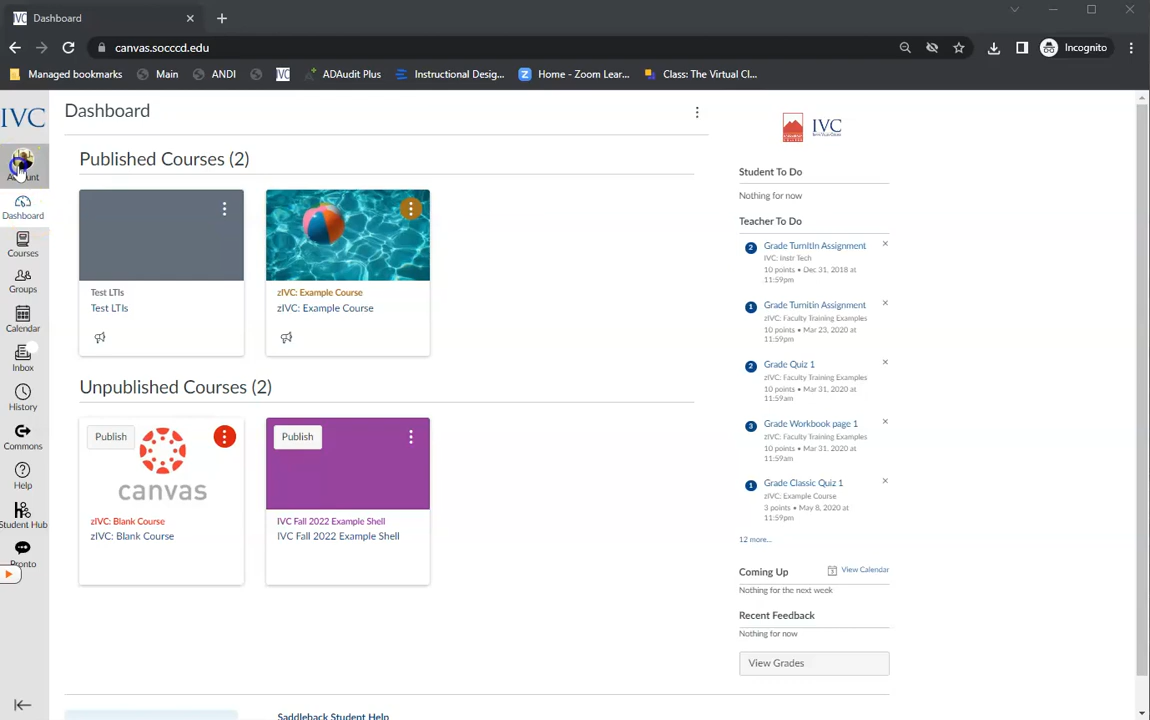 Dashboard
canvas.socccd.edu
Incognito
Managed bookmarks
Main
ANDI
IVC
ADAudit Plus
Instructional Desig...
Home - Zoom Lear...
Class: The Virtual Cl...
IVC
Account
Dashboard
Courses
Groups
Calendar
Inbox
History
Commons
Help
Student Hub
Pronto
Dashboard
Published Courses (2)
Test LTIs
Test LTIs
zIVC: Example Course
zIVC: Example Course
Unpublished Courses (2)
Publish
canvas
zIVC: Blank Course
zIVC: Blank Course
Publish
IVC Fall 2022 Example Shell
IVC Fall 2022 Example Shell
IVC
Student To Do
Nothing for now
Teacher To Do
2 Grade TurnItIn Assignment
IVC: Instr Tech
10 points • Dec 31, 2018 at
11:59pm
1 Grade Turnitin Assignment
zIVC: Faculty Training Examples
10 points • Mar 23, 2020 at
11:59pm
2 Grade Quiz 1
zIVC: Faculty Training Examples
10 points • Mar 31, 2020 at
11:59am
3 Grade Workbook page 1
zIVC: Faculty Training Examples
10 points • Mar 31, 2020 at
11:59am
1 Grade Classic Quiz 1
zIVC: Example Course
3 points • May 8, 2020 at
11:59pm
12 more...
Coming Up
View Calendar
Nothing for the next week
Recent Feedback
Nothing for now
View Grades
Saddleback Student Help